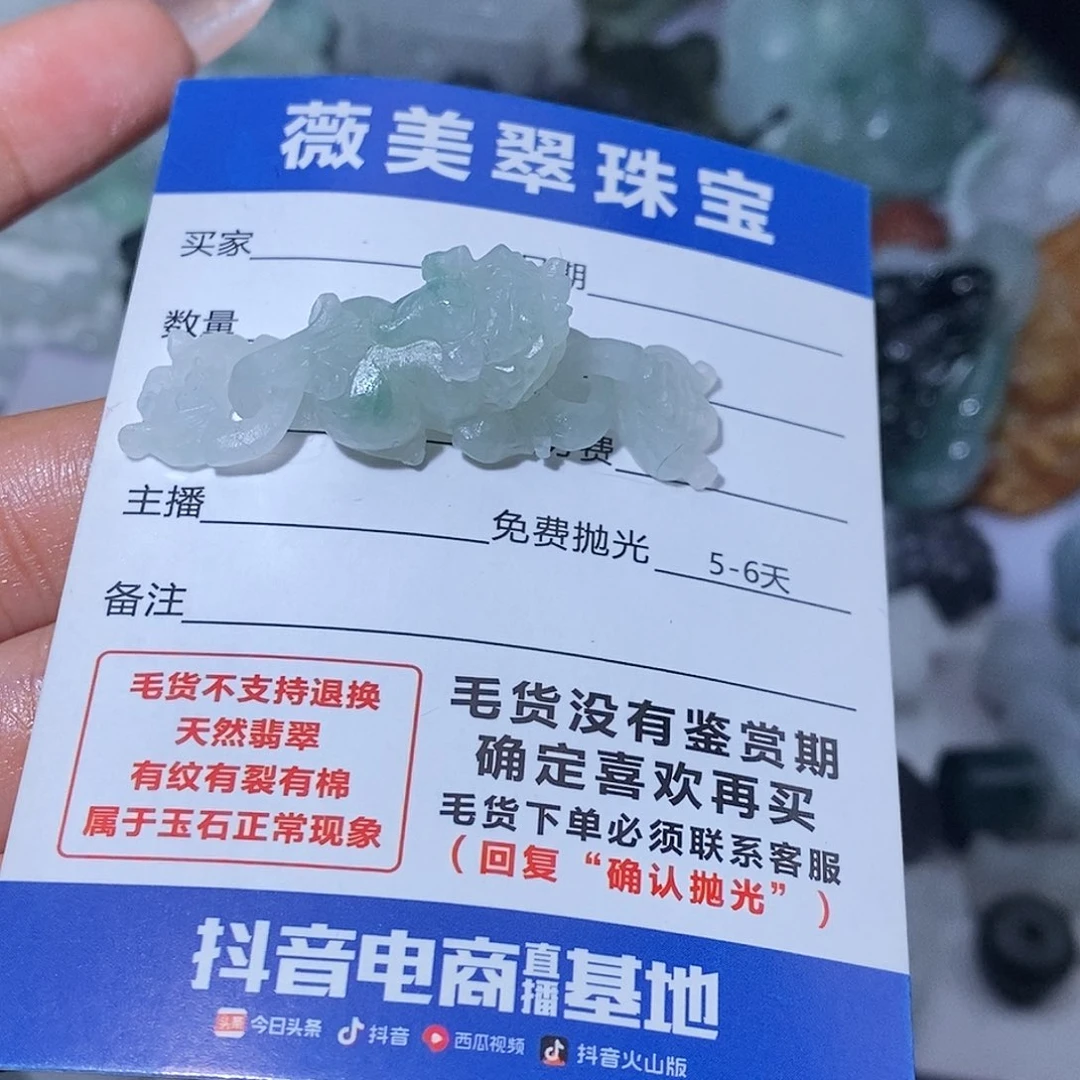 薇美翠珠宝
买家 期
数量
费
主播 免费抛光 5-6天
备注
毛货不支持退换
天然翡翠
有纹有裂有棉
属于玉石正常现象
毛货没有鉴赏期
确定喜欢再买
毛货下单必须联系客服
(回复“确认抛光”)
抖音电商直播基地
头条 今日头条 抖音 西瓜视频 抖音火山版